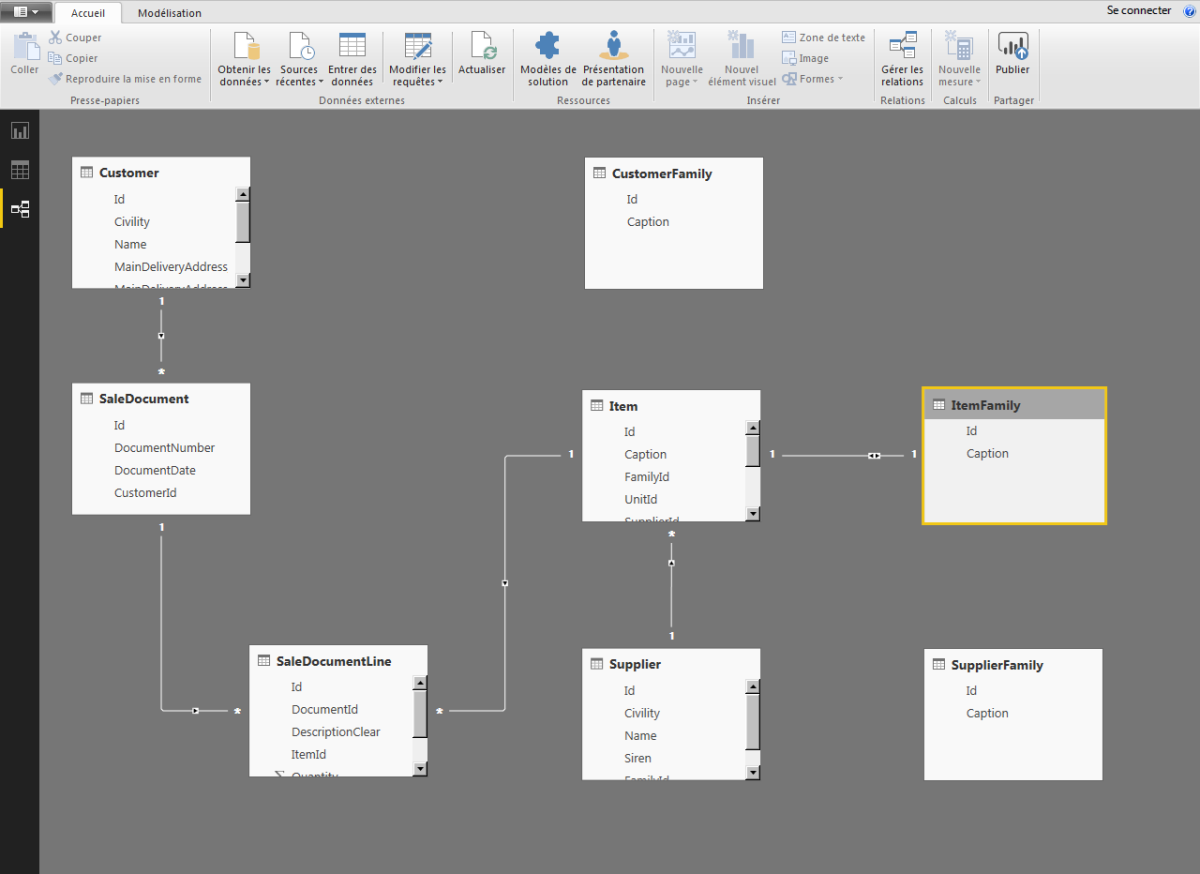 Accueil
Modélisation
Se connecter
?
Coller
Couper
Copier
Reproduire la mise en forme
Presse-papiers
Obtenir les données
Sources récentes
Entrer des données
Modifier les requêtes
Données externes
Actualiser
Modèles de solution
Présentation de partenaire
Ressources
Nouvelle page
Nouvel élément visuel
Zone de texte
Image
Formes
Insérer
Gérer les relations
Relations
Nouvelle mesure
Calculs
Publier
Partager
Customer
Id
Civility
Name
MainDeliveryAddress
MainDeliveryAddress
1
*
CustomerFamily
Id
Caption
SaleDocument
Id
DocumentNumber
DocumentDate
CustomerId
1
Item
Id
Caption
FamilyId
UnitId
SupplierId
1
1
1
*
1
ItemFamily
Id
Caption
SaleDocumentLine
Id
DocumentId
DescriptionClear
ItemId
Σ Quantity
*
*
Supplier
Id
Civility
Name
Siren
FamilyId
SupplierFamily
Id
Caption